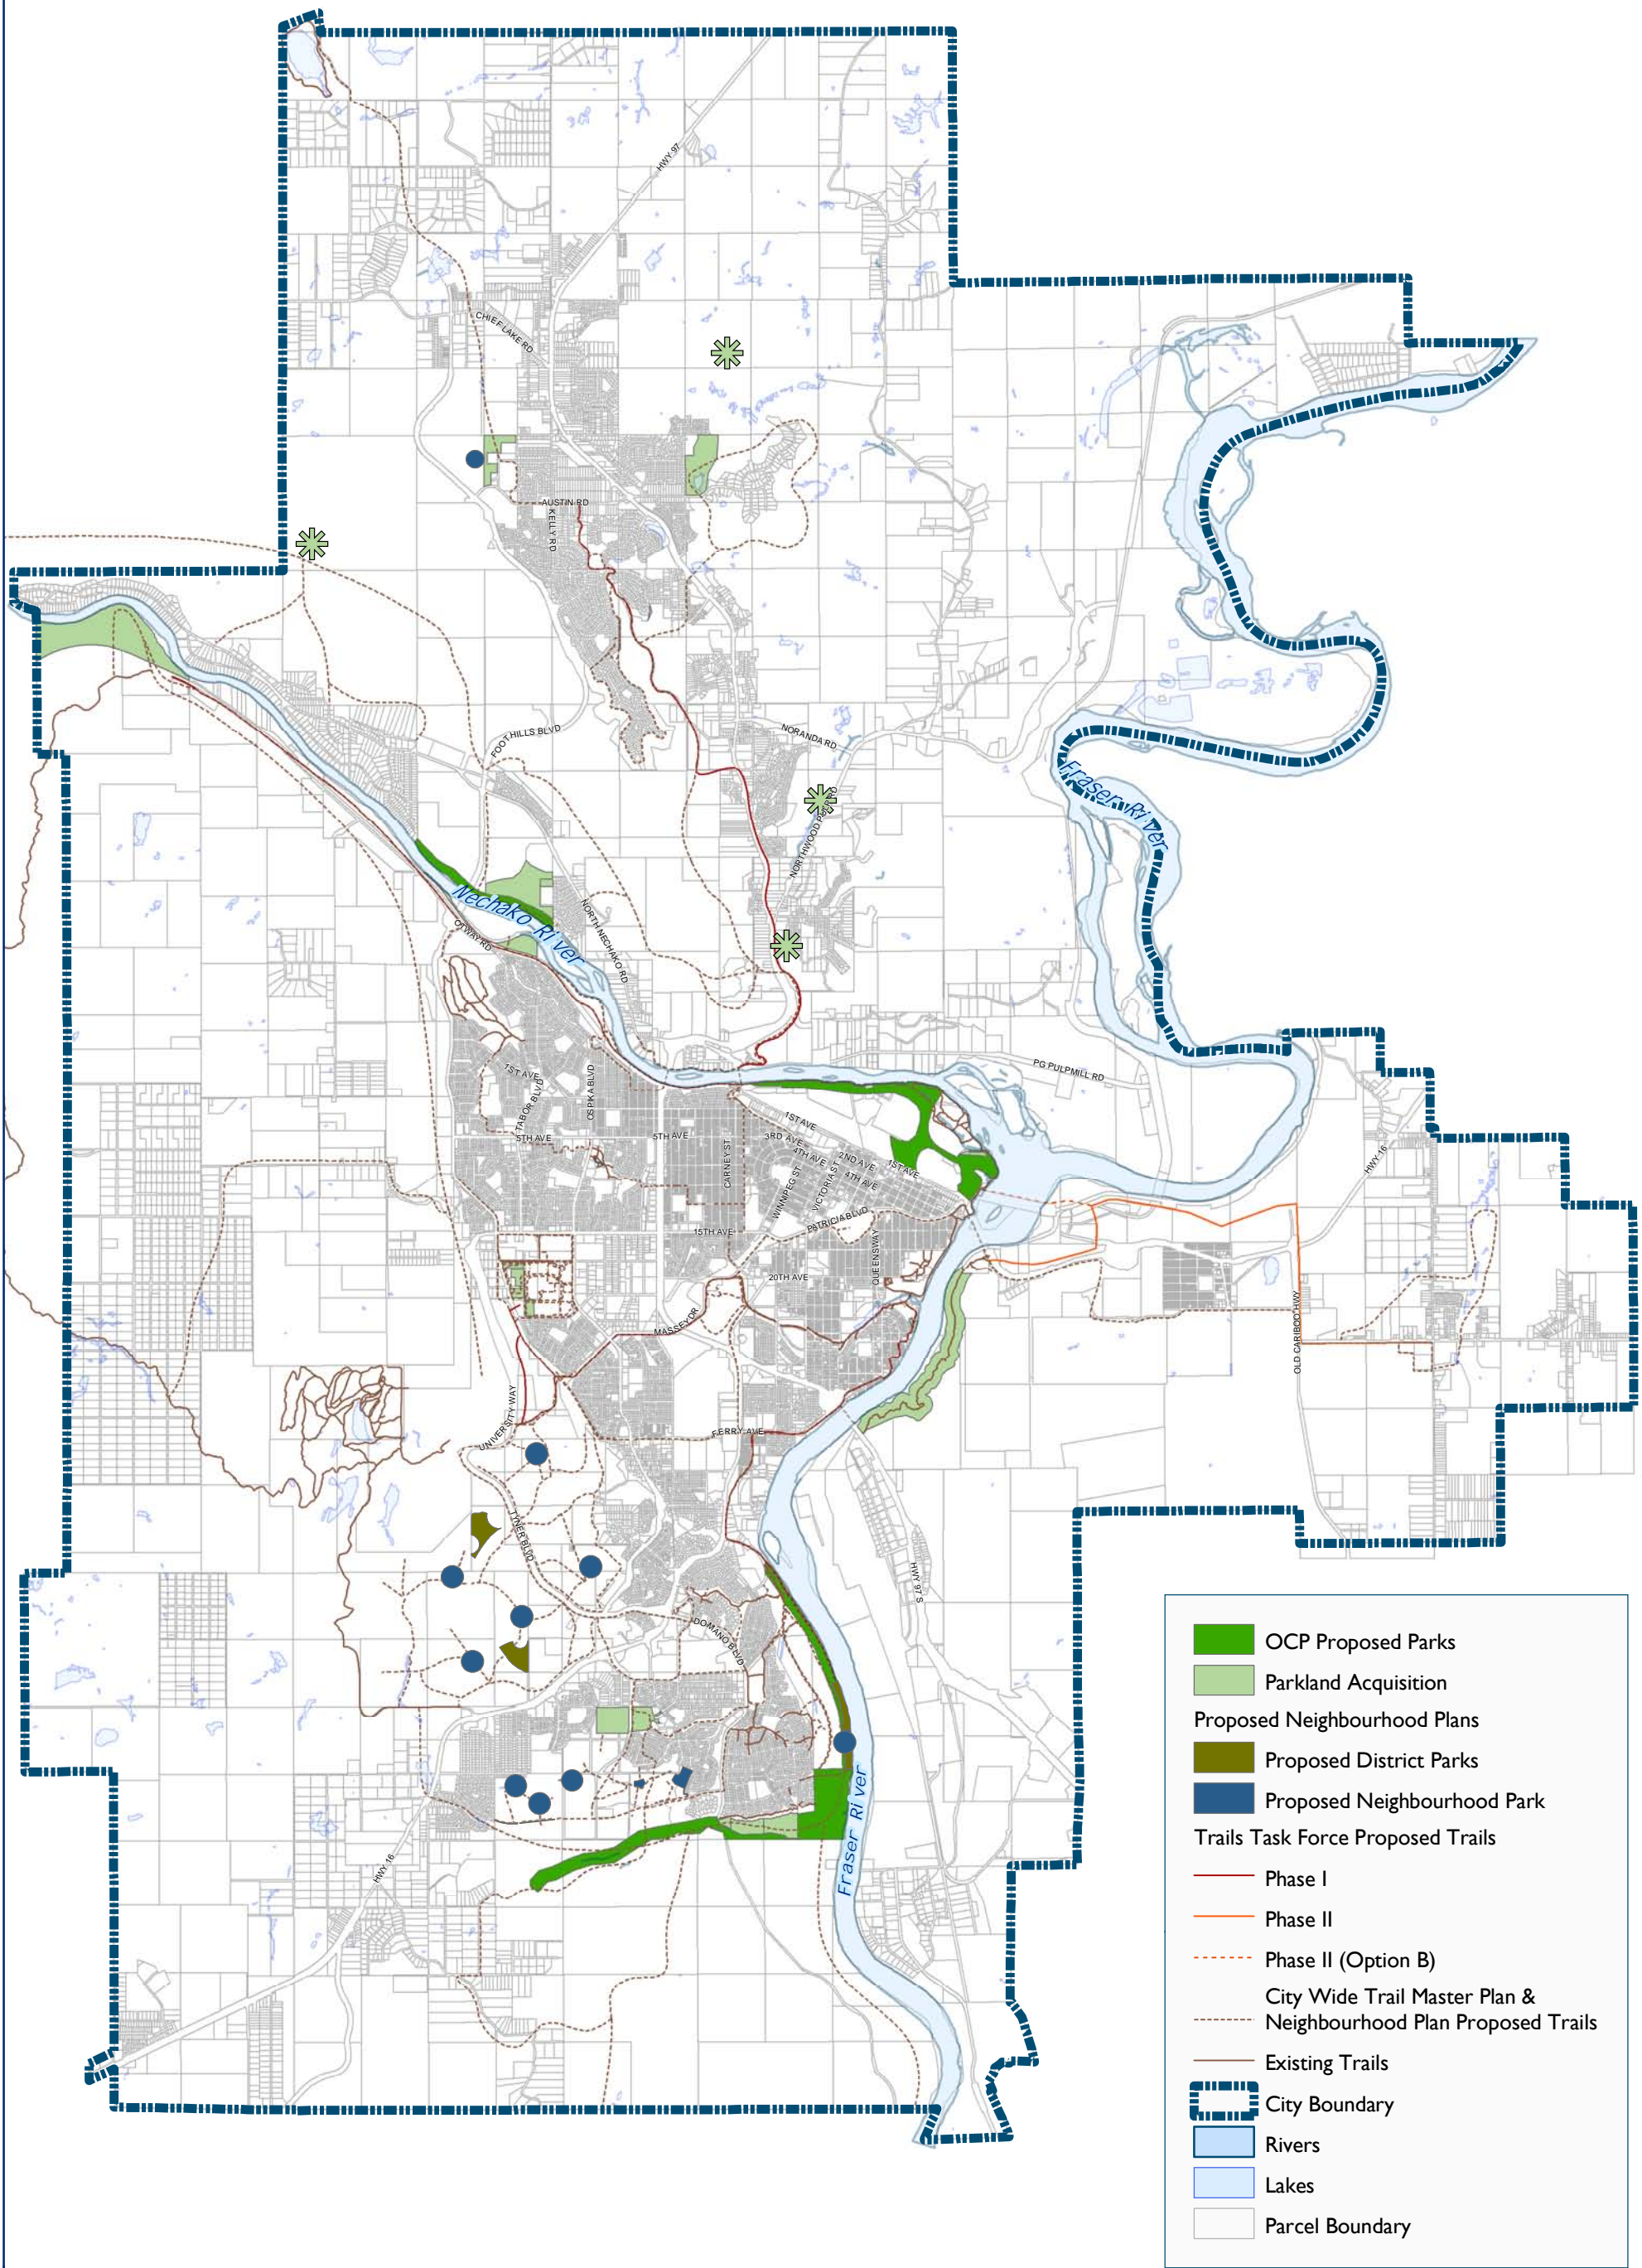 HWY 97
CHIEF LAKE RD
AUSTIN RD
KELLY RD
FOOTHILLS BLVD
NORANDA RD
Fraser River
NORTHWOOD PULP RD
Nechako River
NORTH NECHAKO RD
OTWAY RD
PG PULPMILL RD
1ST AVE
TABOR BLVD
OSPIKA BLVD
5TH AVE
5TH AVE
CARNEY ST
1ST AVE
3RD AVE
4TH AVE
2ND AVE
1ST AVE
4TH AVE
WINNIPEG ST
VICTORIA ST
PATRICIA BLVD
HWY 16
15TH AVE
QUEENSWAY
20TH AVE
MASSEY DR
OLD CARIBOO HWY
UNIVERSITY WAY
FERRY AVE
TYNER BLVD
HWY 97 S
DOMANO BLVD
Fraser River
HWY 16
OCP Proposed Parks
Parkland Acquisition
Proposed Neighbourhood Plans
Proposed District Parks
Proposed Neighbourhood Park
Trails Task Force Proposed Trails
Phase I
Phase II
Phase II (Option B)
City Wide Trail Master Plan &
Neighbourhood Plan Proposed Trails
Existing Trails
City Boundary
Rivers
Lakes
Parcel Boundary